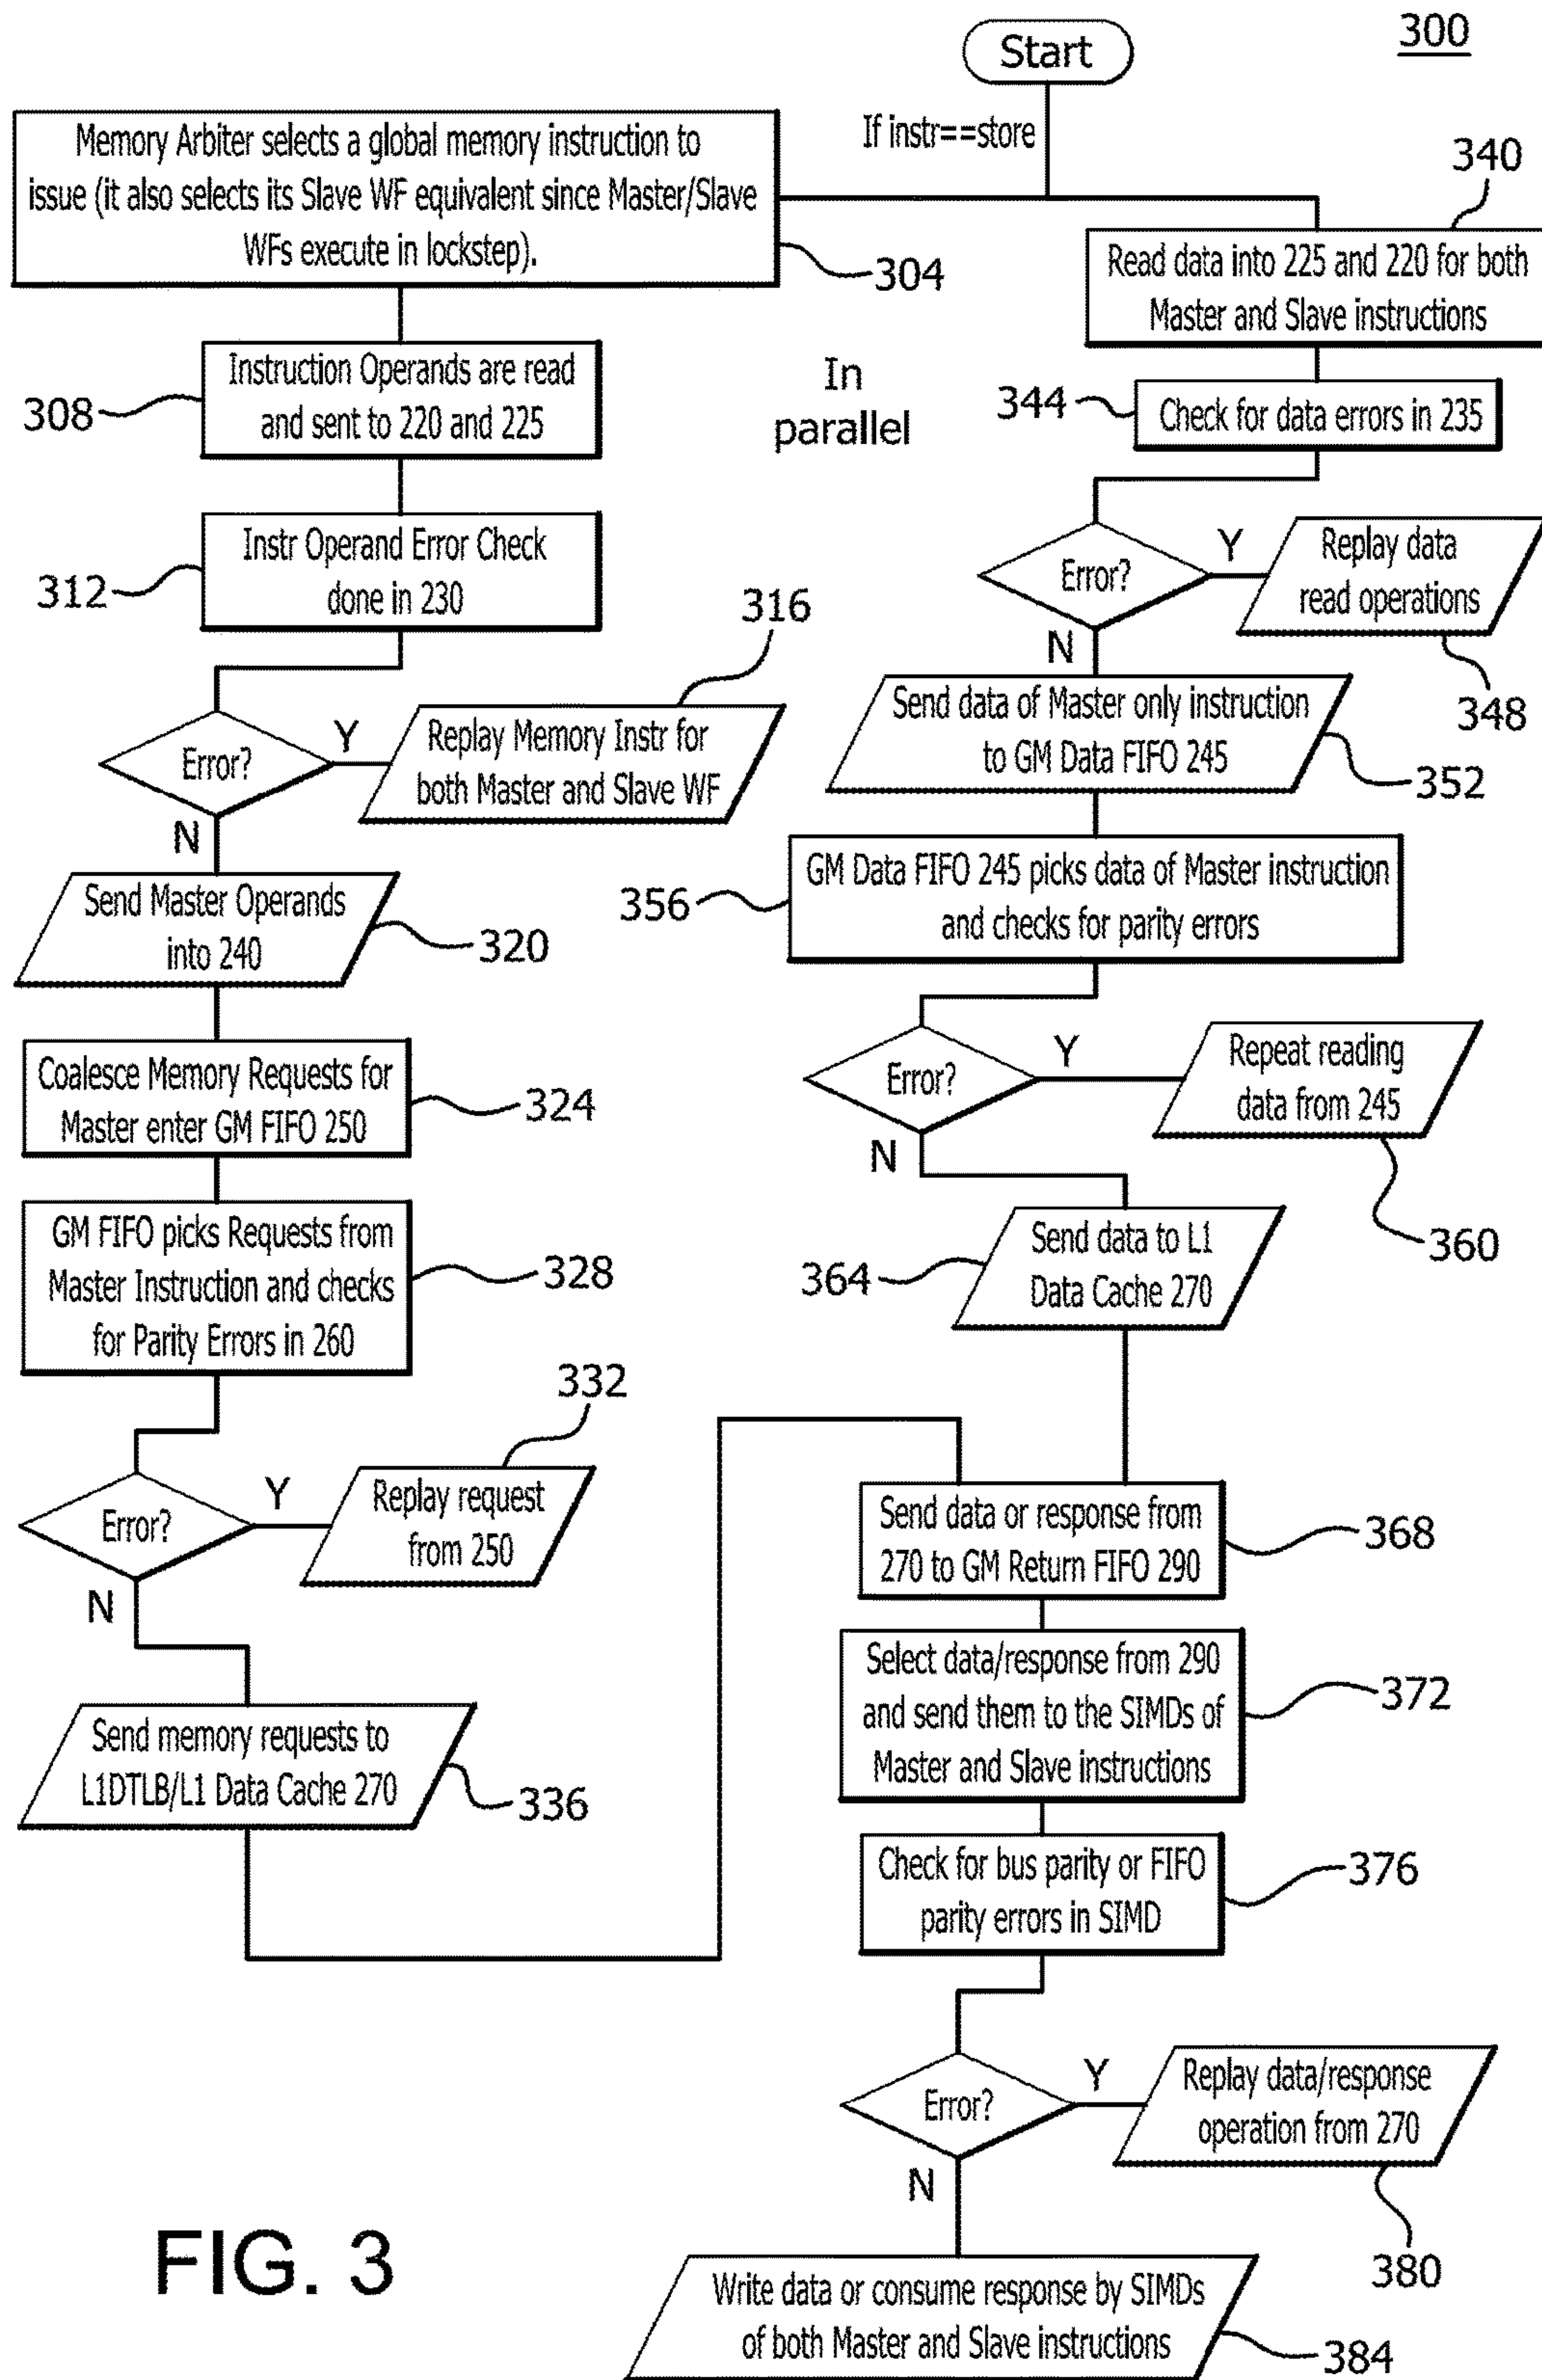 300
Start
If instr==store
Memory Arbiter selects a global memory instruction to
issue (it also selects its Slave WF equivalent since Master/Slave
WFs execute in lockstep).
304
340
Read data into 225 and 220 for both
Master and Slave instructions
Instruction Operands are read
and sent to 220 and 225
308
In
parallel
344
Check for data errors in 235
Instr Operand Error Check
done in 230
312
Error?
Y
Replay data
read operations
348
N
316
Error?
Y
Replay Memory Instr for
both Master and Slave WF
N
Send data of Master only instruction
to GM Data FIFO 245
352
Send Master Operands
into 240
320
356
GM Data FIFO 245 picks data of Master instruction
and checks for parity errors
Coalesce Memory Requests for
Master enter GM FIFO 250
324
Error?
Y
Repeat reading
data from 245
360
N
GM FIFO picks Requests from
Master Instruction and checks
for Parity Errors in 260
328
364
Send data to L1
Data Cache 270
332
Error?
Y
Replay request
from 250
N
Send data or response from
270 to GM Return FIFO 290
368
Send memory requests to
L1DTLB/L1 Data Cache 270
336
Select data/response from 290
and send them to the SIMDs of
Master and Slave instructions
372
Check for bus parity or FIFO
parity errors in SIMD
376
Error?
Y
Replay data/response
operation from 270
380
N
Write data or consume response by SIMDs
of both Master and Slave instructions
384
FIG. 3